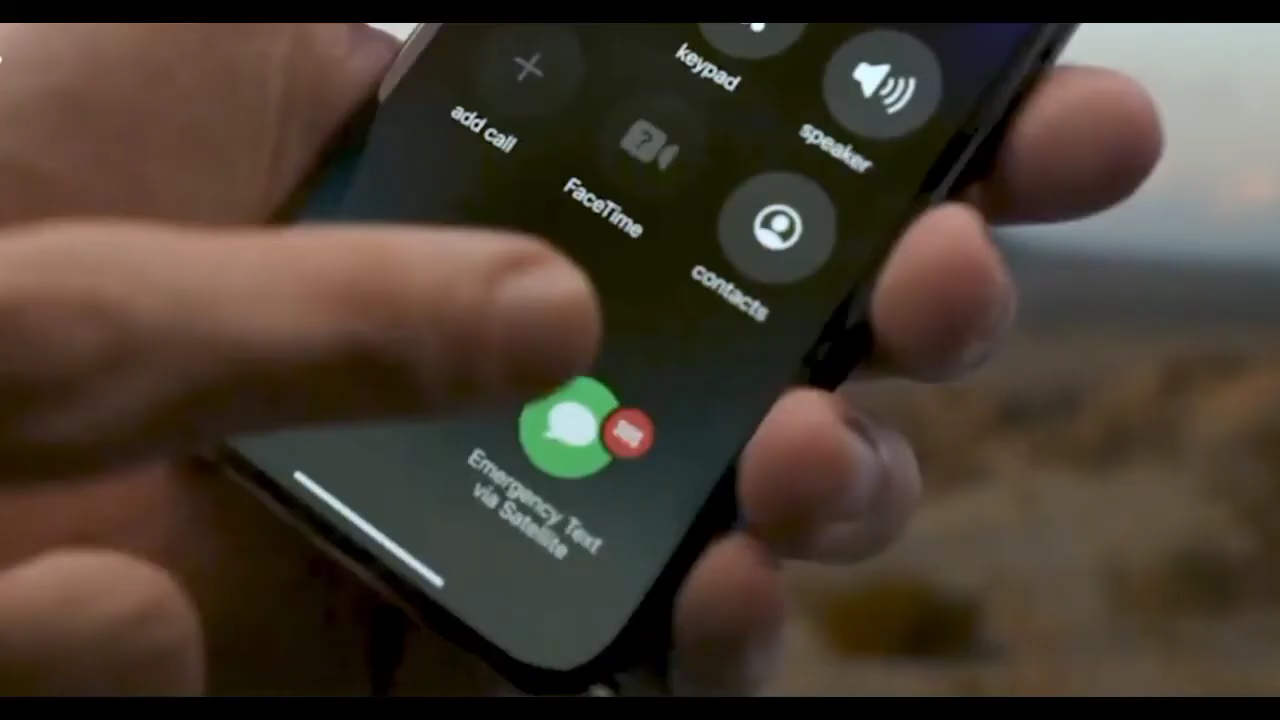 keypad
speaker
add call
FaceTime
contacts
Emergency Text
via Satellite